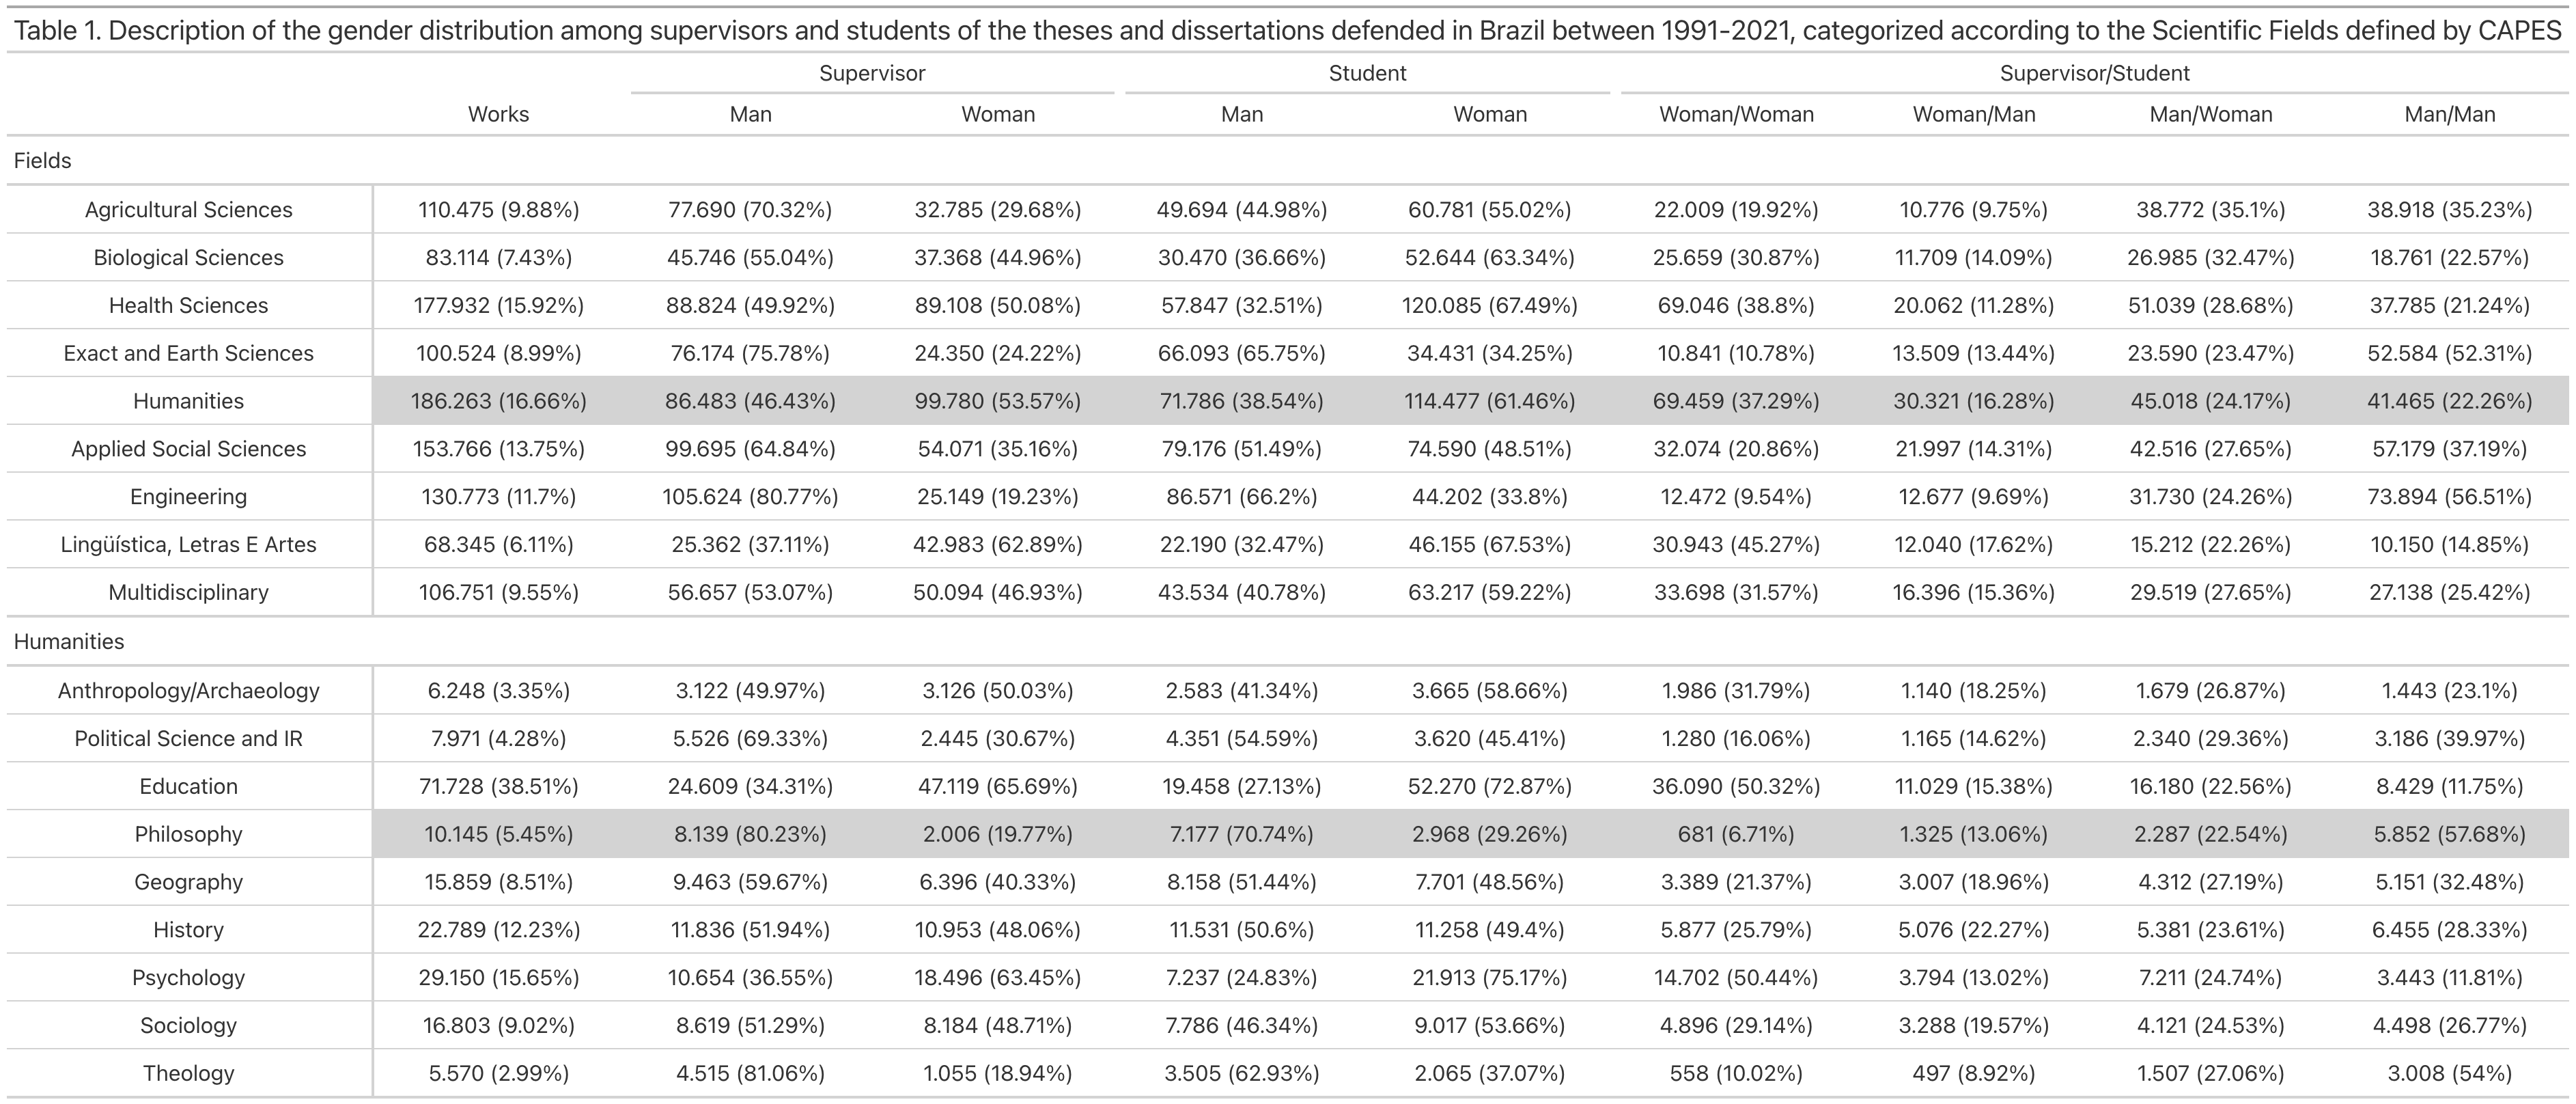 Table 1. Description of the gender distribution among supervisors and students of the theses and dissertations defended in Brazil between 1991-2021, categorized according to the Scientific Fields defined by CAPES
Supervisor Student Supervisor/Student
Works Man Woman Man Woman Woman/Woman Woman/Man Man/Woman Man/Man
Fields
Agricultural Sciences 110.475 (9.88%) 77.690 (70.32%) 32.785 (29.68%) 49.694 (44.98%) 60.781 (55.02%) 22.009 (19.92%) 10.776 (9.75%) 38.772 (35.1%) 38.918 (35.23%)
Biological Sciences 83.114 (7.43%) 45.746 (55.04%) 37.368 (44.96%) 30.470 (36.66%) 52.644 (63.34%) 25.659 (30.87%) 11.709 (14.09%) 26.985 (32.47%) 18.761 (22.57%)
Health Sciences 177.932 (15.92%) 88.824 (49.92%) 89.108 (50.08%) 57.847 (32.51%) 120.085 (67.49%) 69.046 (38.8%) 20.062 (11.28%) 51.039 (28.68%) 37.785 (21.24%)
Exact and Earth Sciences 100.524 (8.99%) 76.174 (75.78%) 24.350 (24.22%) 66.093 (65.75%) 34.431 (34.25%) 10.841 (10.78%) 13.509 (13.44%) 23.590 (23.47%) 52.584 (52.31%)
Humanities 186.263 (16.66%) 86.483 (46.43%) 99.780 (53.57%) 71.786 (38.54%) 114.477 (61.46%) 69.459 (37.29%) 30.321 (16.28%) 45.018 (24.17%) 41.465 (22.26%)
Applied Social Sciences 153.766 (13.75%) 99.695 (64.84%) 54.071 (35.16%) 79.176 (51.49%) 74.590 (48.51%) 32.074 (20.86%) 21.997 (14.31%) 42.516 (27.65%) 57.179 (37.19%)
Engineering 130.773 (11.7%) 105.624 (80.77%) 25.149 (19.23%) 86.571 (66.2%) 44.202 (33.8%) 12.472 (9.54%) 12.677 (9.69%) 31.730 (24.26%) 73.894 (56.51%)
Lingüística, Letras E Artes 68.345 (6.11%) 25.362 (37.11%) 42.983 (62.89%) 22.190 (32.47%) 46.155 (67.53%) 30.943 (45.27%) 12.040 (17.62%) 15.212 (22.26%) 10.150 (14.85%)
Multidisciplinary 106.751 (9.55%) 56.657 (53.07%) 50.094 (46.93%) 43.534 (40.78%) 63.217 (59.22%) 33.698 (31.57%) 16.396 (15.36%) 29.519 (27.65%) 27.138 (25.42%)
Humanities
Anthropology/Archaeology 6.248 (3.35%) 3.122 (49.97%) 3.126 (50.03%) 2.583 (41.34%) 3.665 (58.66%) 1.986 (31.79%) 1.140 (18.25%) 1.679 (26.87%) 1.443 (23.1%)
Political Science and IR 7.971 (4.28%) 5.526 (69.33%) 2.445 (30.67%) 4.351 (54.59%) 3.620 (45.41%) 1.280 (16.06%) 1.165 (14.62%) 2.340 (29.36%) 3.186 (39.97%)
Education 71.728 (38.51%) 24.609 (34.31%) 47.119 (65.69%) 19.458 (27.13%) 52.270 (72.87%) 36.090 (50.32%) 11.029 (15.38%) 16.180 (22.56%) 8.429 (11.75%)
Philosophy 10.145 (5.45%) 8.139 (80.23%) 2.006 (19.77%) 7.177 (70.74%) 2.968 (29.26%) 681 (6.71%) 1.325 (13.06%) 2.287 (22.54%) 5.852 (57.68%)
Geography 15.859 (8.51%) 9.463 (59.67%) 6.396 (40.33%) 8.158 (51.44%) 7.701 (48.56%) 3.389 (21.37%) 3.007 (18.96%) 4.312 (27.19%) 5.151 (32.48%)
History 22.789 (12.23%) 11.836 (51.94%) 10.953 (48.06%) 11.531 (50.6%) 11.258 (49.4%) 5.877 (25.79%) 5.076 (22.27%) 5.381 (23.61%) 6.455 (28.33%)
Psychology 29.150 (15.65%) 10.654 (36.55%) 18.496 (63.45%) 7.237 (24.83%) 21.913 (75.17%) 14.702 (50.44%) 3.794 (13.02%) 7.211 (24.74%) 3.443 (11.81%)
Sociology 16.803 (9.02%) 8.619 (51.29%) 8.184 (48.71%) 7.786 (46.34%) 9.017 (53.66%) 4.896 (29.14%) 3.288 (19.57%) 4.121 (24.53%) 4.498 (26.77%)
Theology 5.570 (2.99%) 4.515 (81.06%) 1.055 (18.94%) 3.505 (62.93%) 2.065 (37.07%) 558 (10.02%) 497 (8.92%) 1.507 (27.06%) 3.008 (54%)